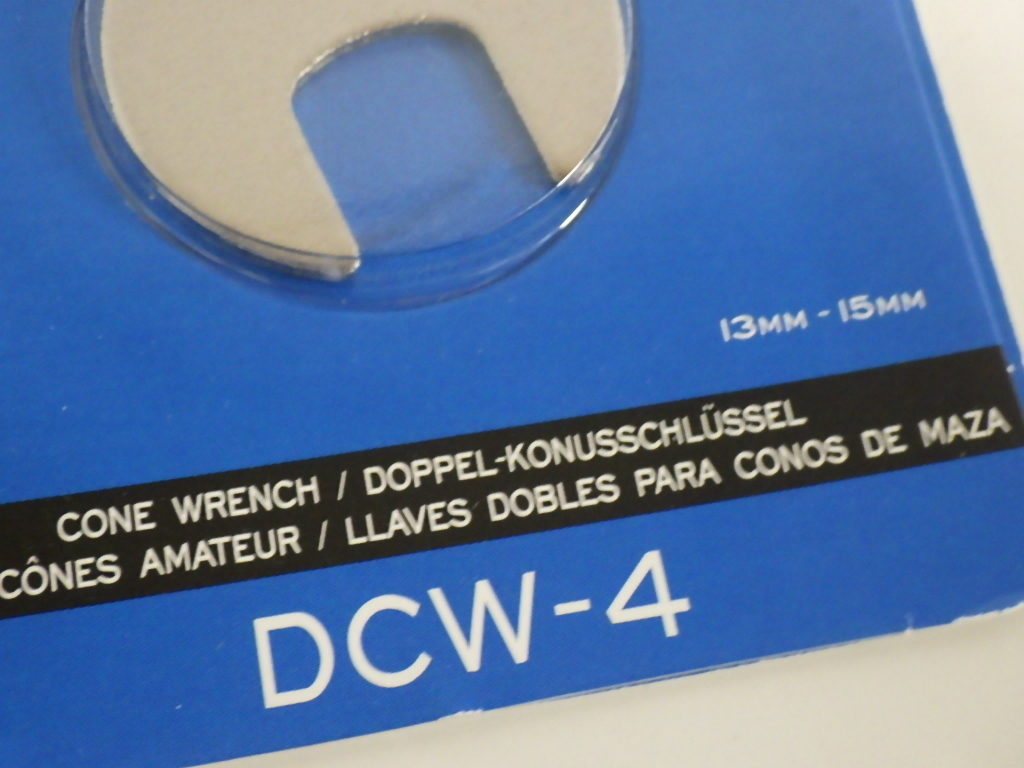 13MM - 15MM
CONE WRENCH / DOPPEL-KONUSSCHLÜSSEL
CÔNES AMATEUR / LLAVES DOBLES PARA CONOS DE MAZA
DCW-4